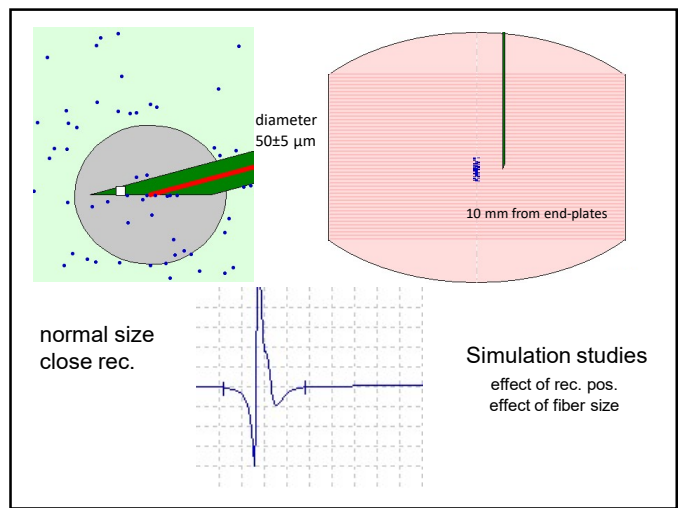 diameter
50±5 µm
10 mm from end-plates
normal size
close rec.
Simulation studies
effect of rec. pos.
effect of fiber size